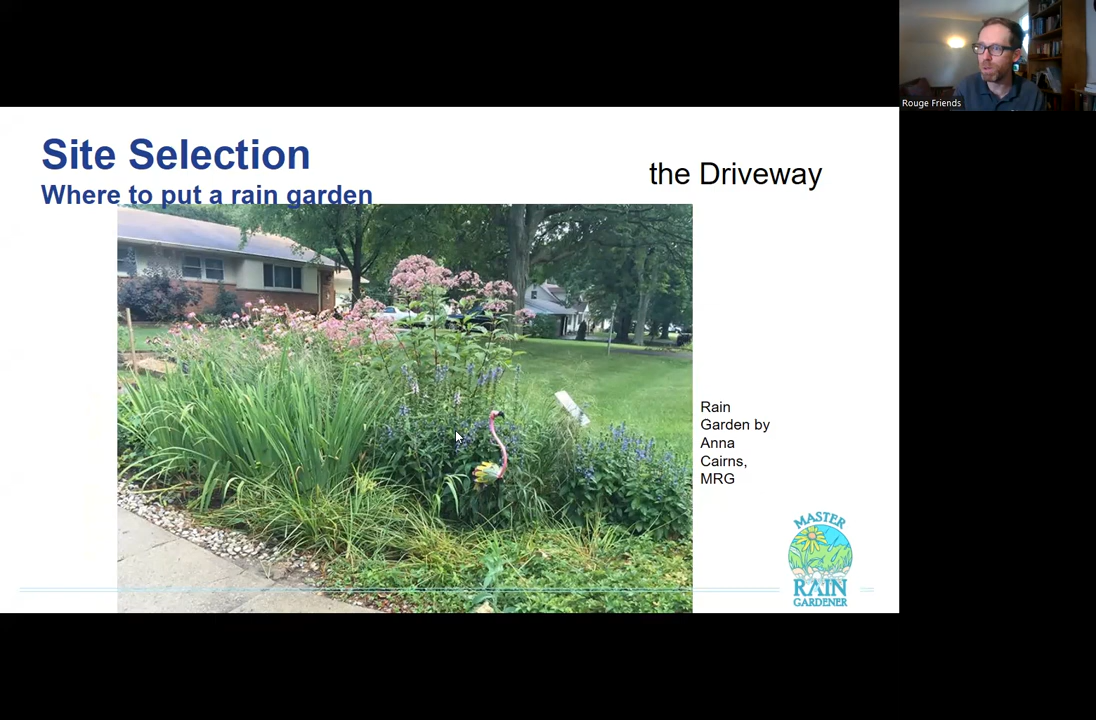 Rouge Friends
Site Selection
Where to put a rain garden
the Driveway
Rain
Garden by
Anna
Cairns,
MRG
MASTER
RAIN
GARDENER